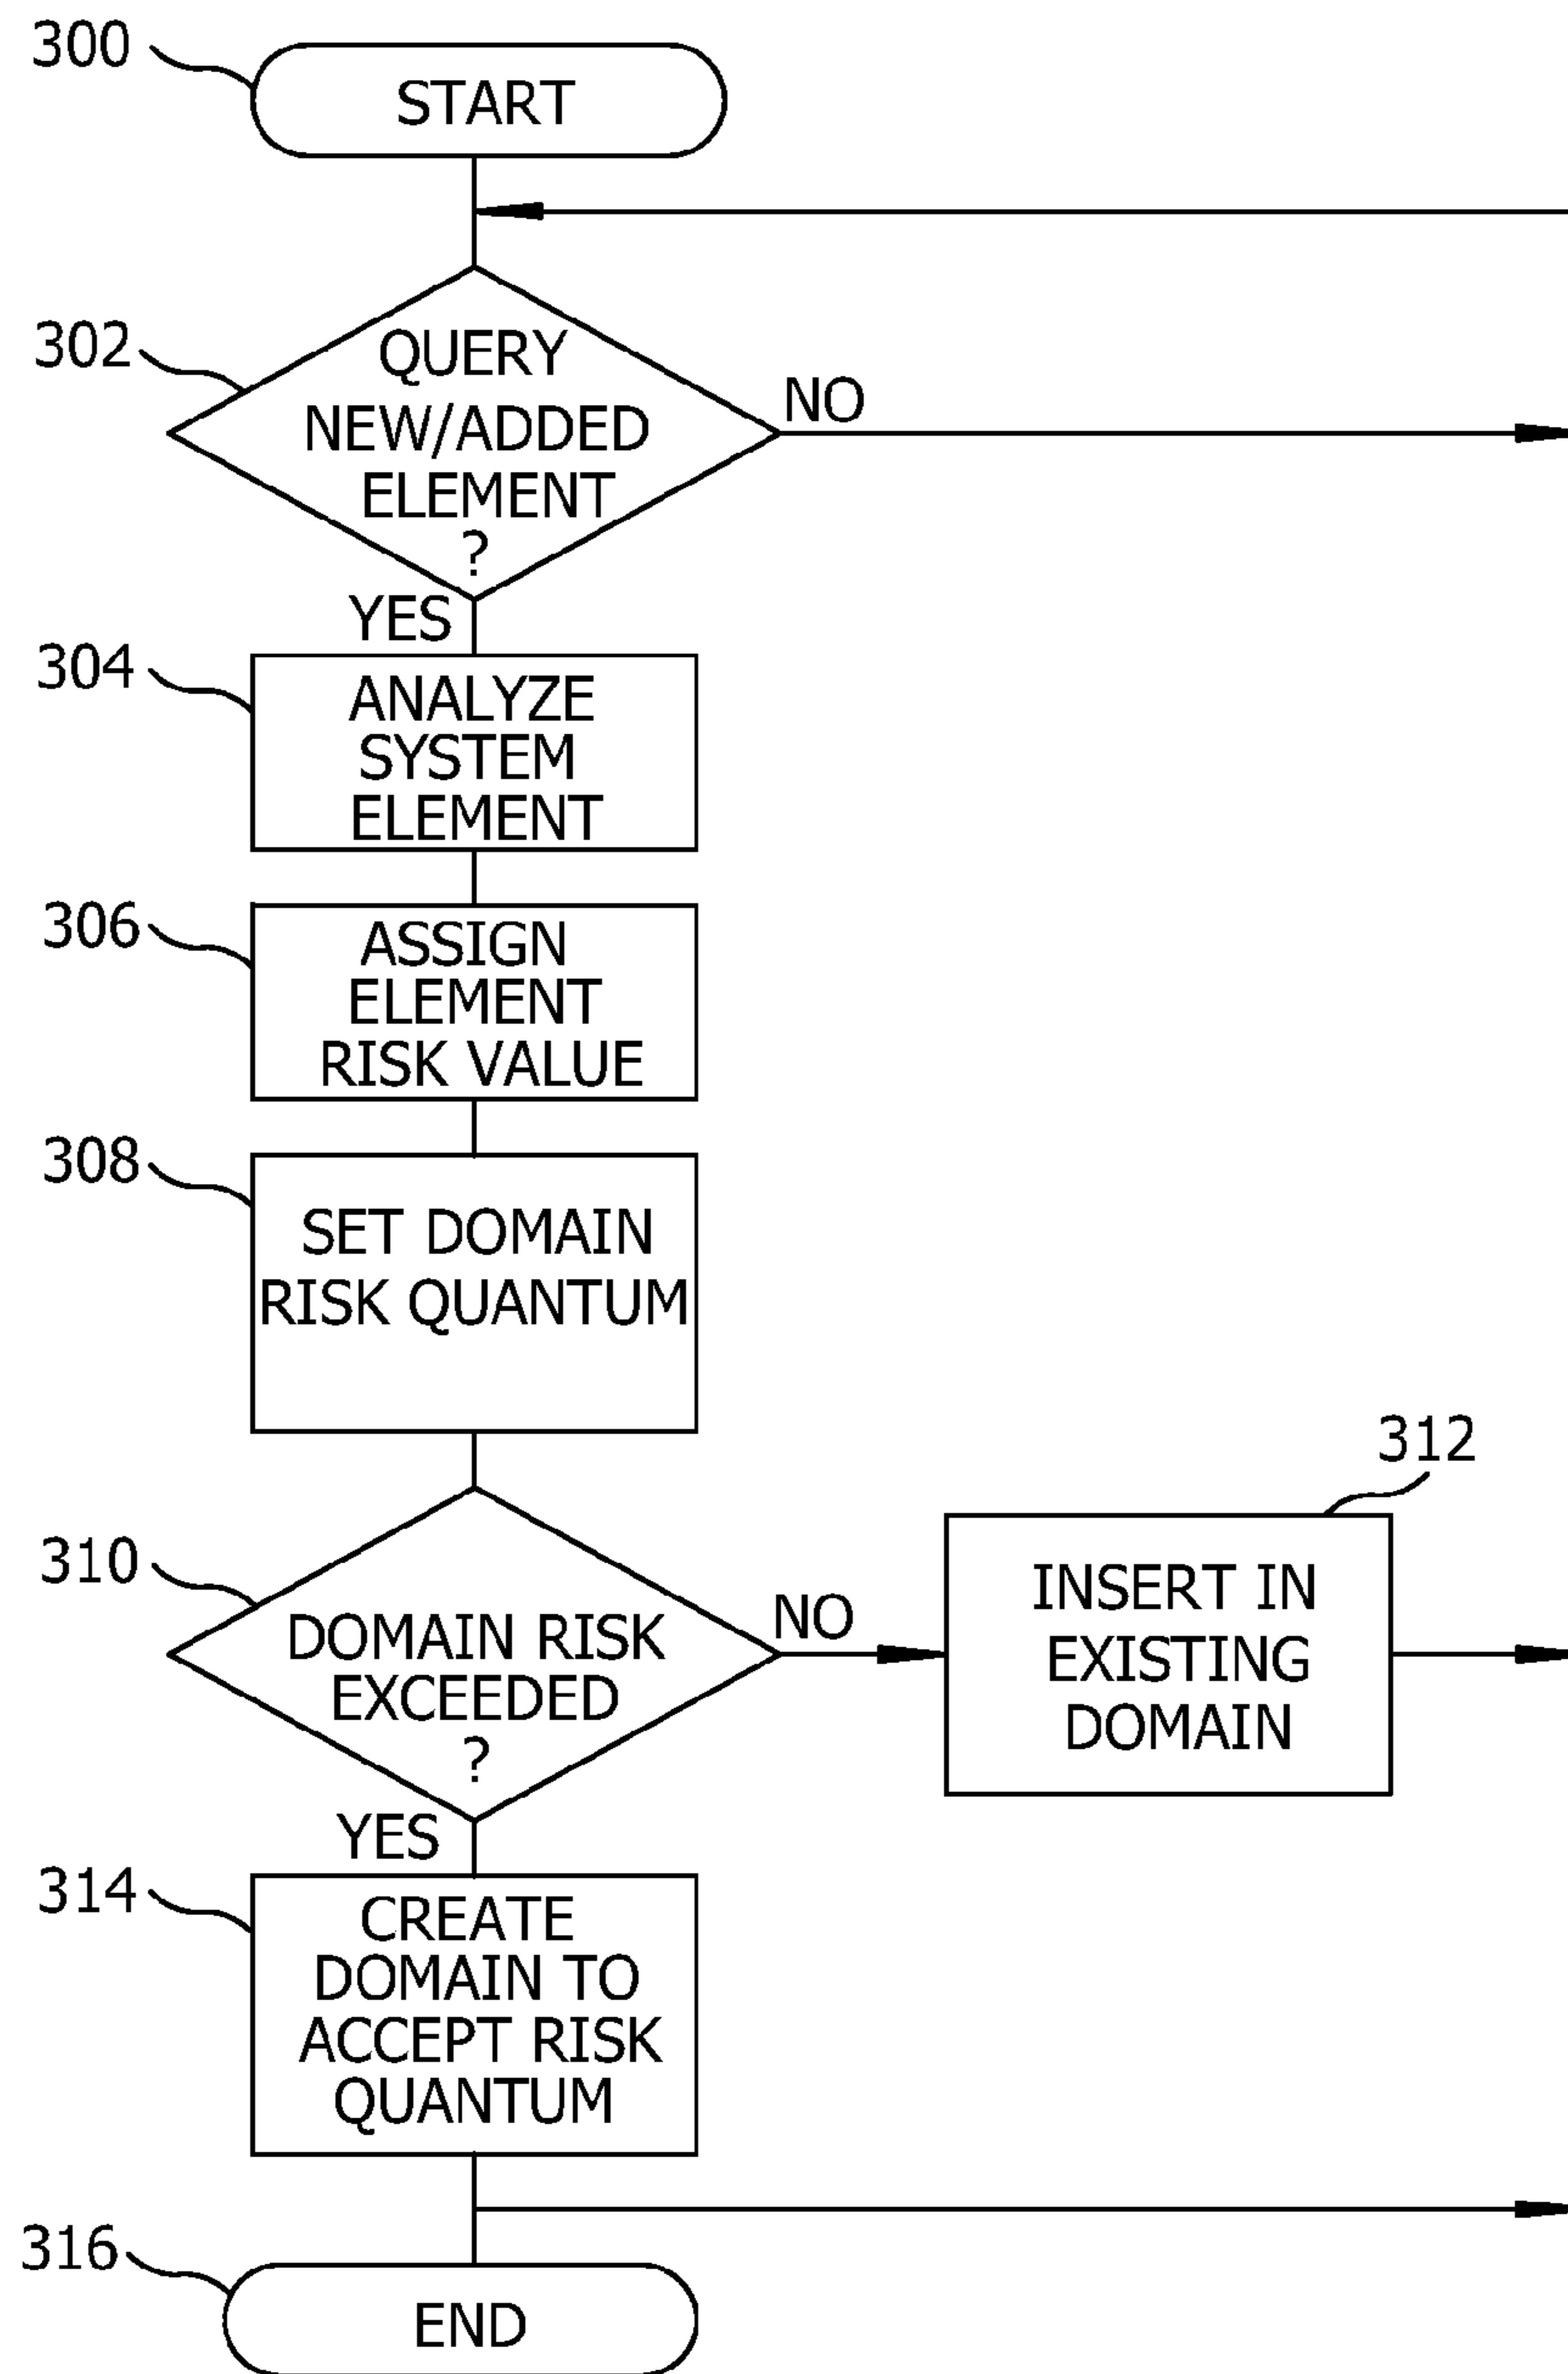 300
START
302
QUERY
NEW/ADDED
ELEMENT
?
NO
YES
304
ANALYZE
SYSTEM
ELEMENT
306
ASSIGN
ELEMENT
RISK VALUE
308
SET DOMAIN
RISK QUANTUM
310
DOMAIN RISK
EXCEEDED
?
NO
312
INSERT IN
EXISTING
DOMAIN
YES
314
CREATE
DOMAIN TO
ACCEPT RISK
QUANTUM
316
END